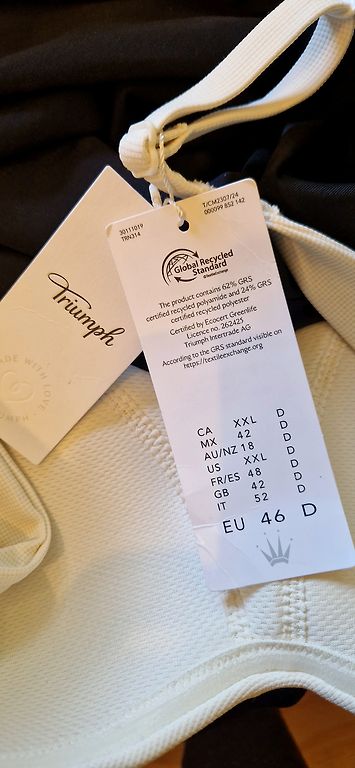 30111019
TRN314
T/CM2307/24
000099 852 142
Global Recycled
Standard
The product contains 62% GRS
certified recycled polyamide and 24% GRS
certified recycled polyester
Certified by Ecocert Greenlife
Licence no. 262425
Triumph Intertrade AG
According to the GRS standard visible on
https://textileexchange.org
CA XXL D
MX 42 D
AU/NZ 18 D
US XXL D
FR/ES 48 D
GB 42 D
IT 52 D
EU 46 D
Triumph
MADE WITH LOVE